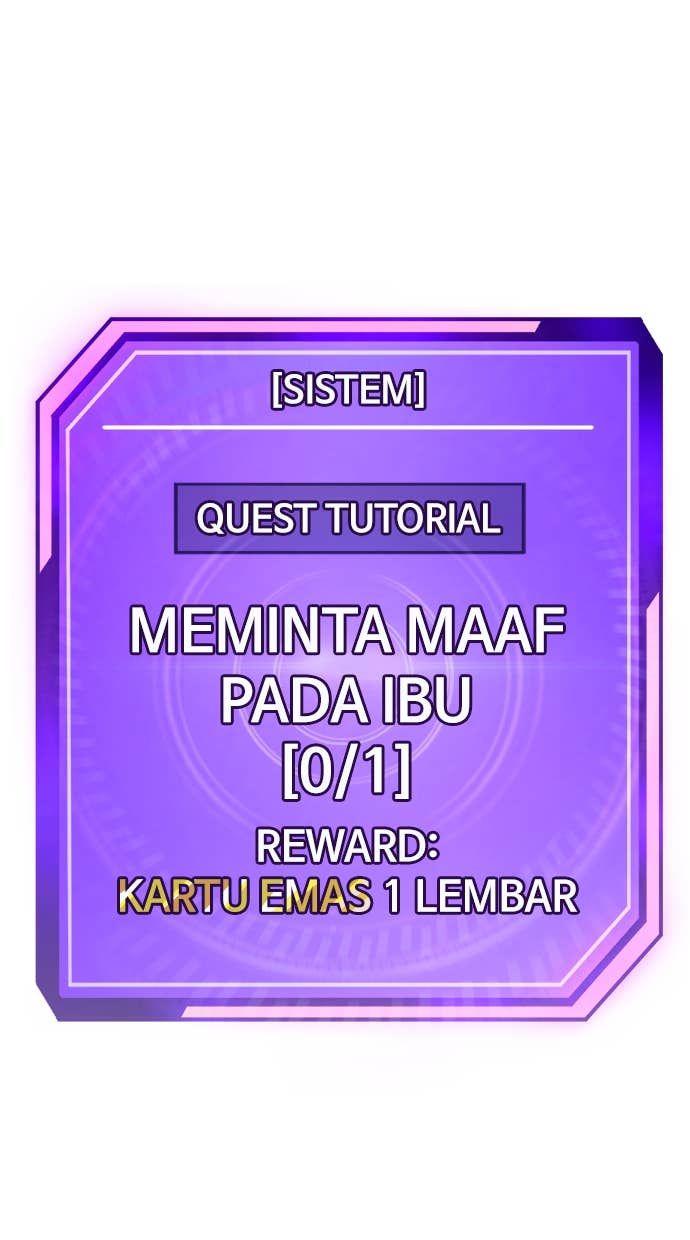 [SISTEM]
QUEST TUTORIAL
MEMINTA MAAF
PADA IBU
[0/1]
REWARD:
KARTU EMAS 1 LEMBAR